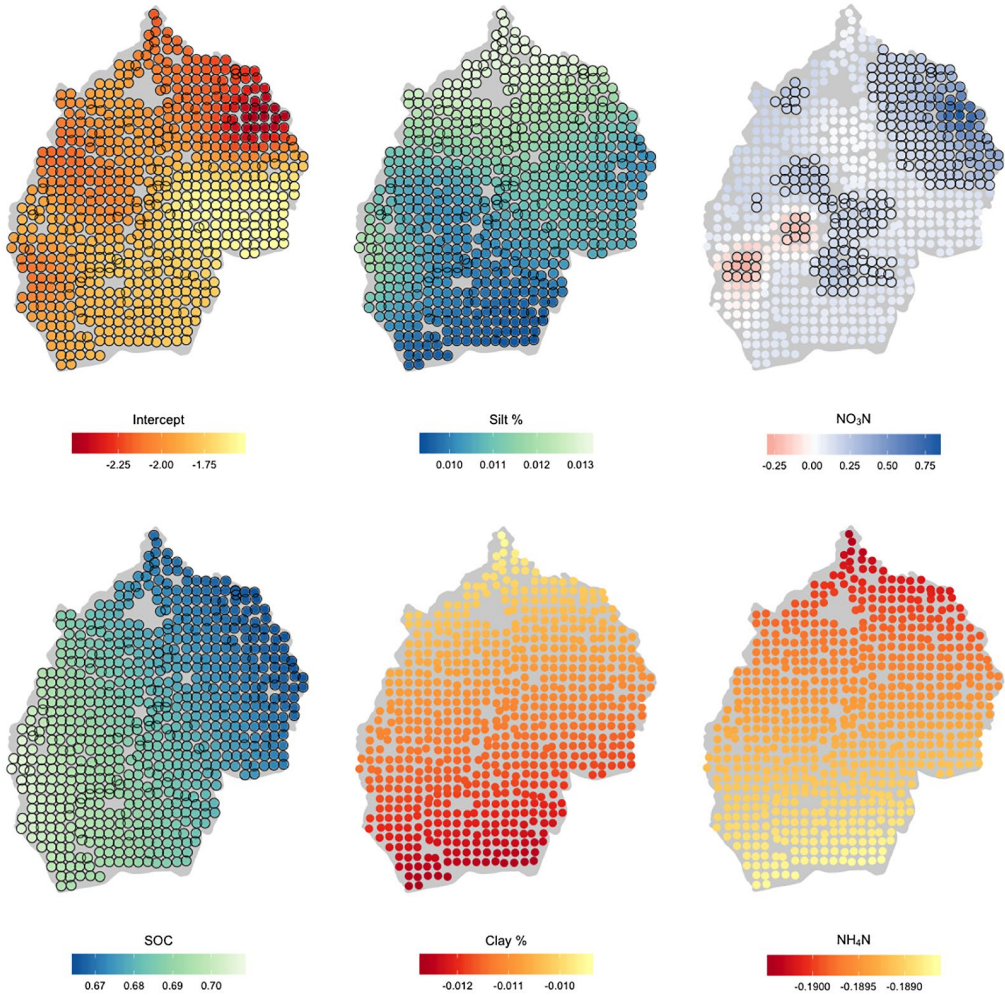 Intercept
-2.25 -2.00 -1.75
Silt %
0.010 0.011 0.012 0.013
NO₃N
-0.25 0.00 0.25 0.50 0.75
SOC
0.67 0.68 0.69 0.70
Clay %
-0.012 -0.011 -0.010
NH₄N
-0.1900 -0.1895 -0.1890